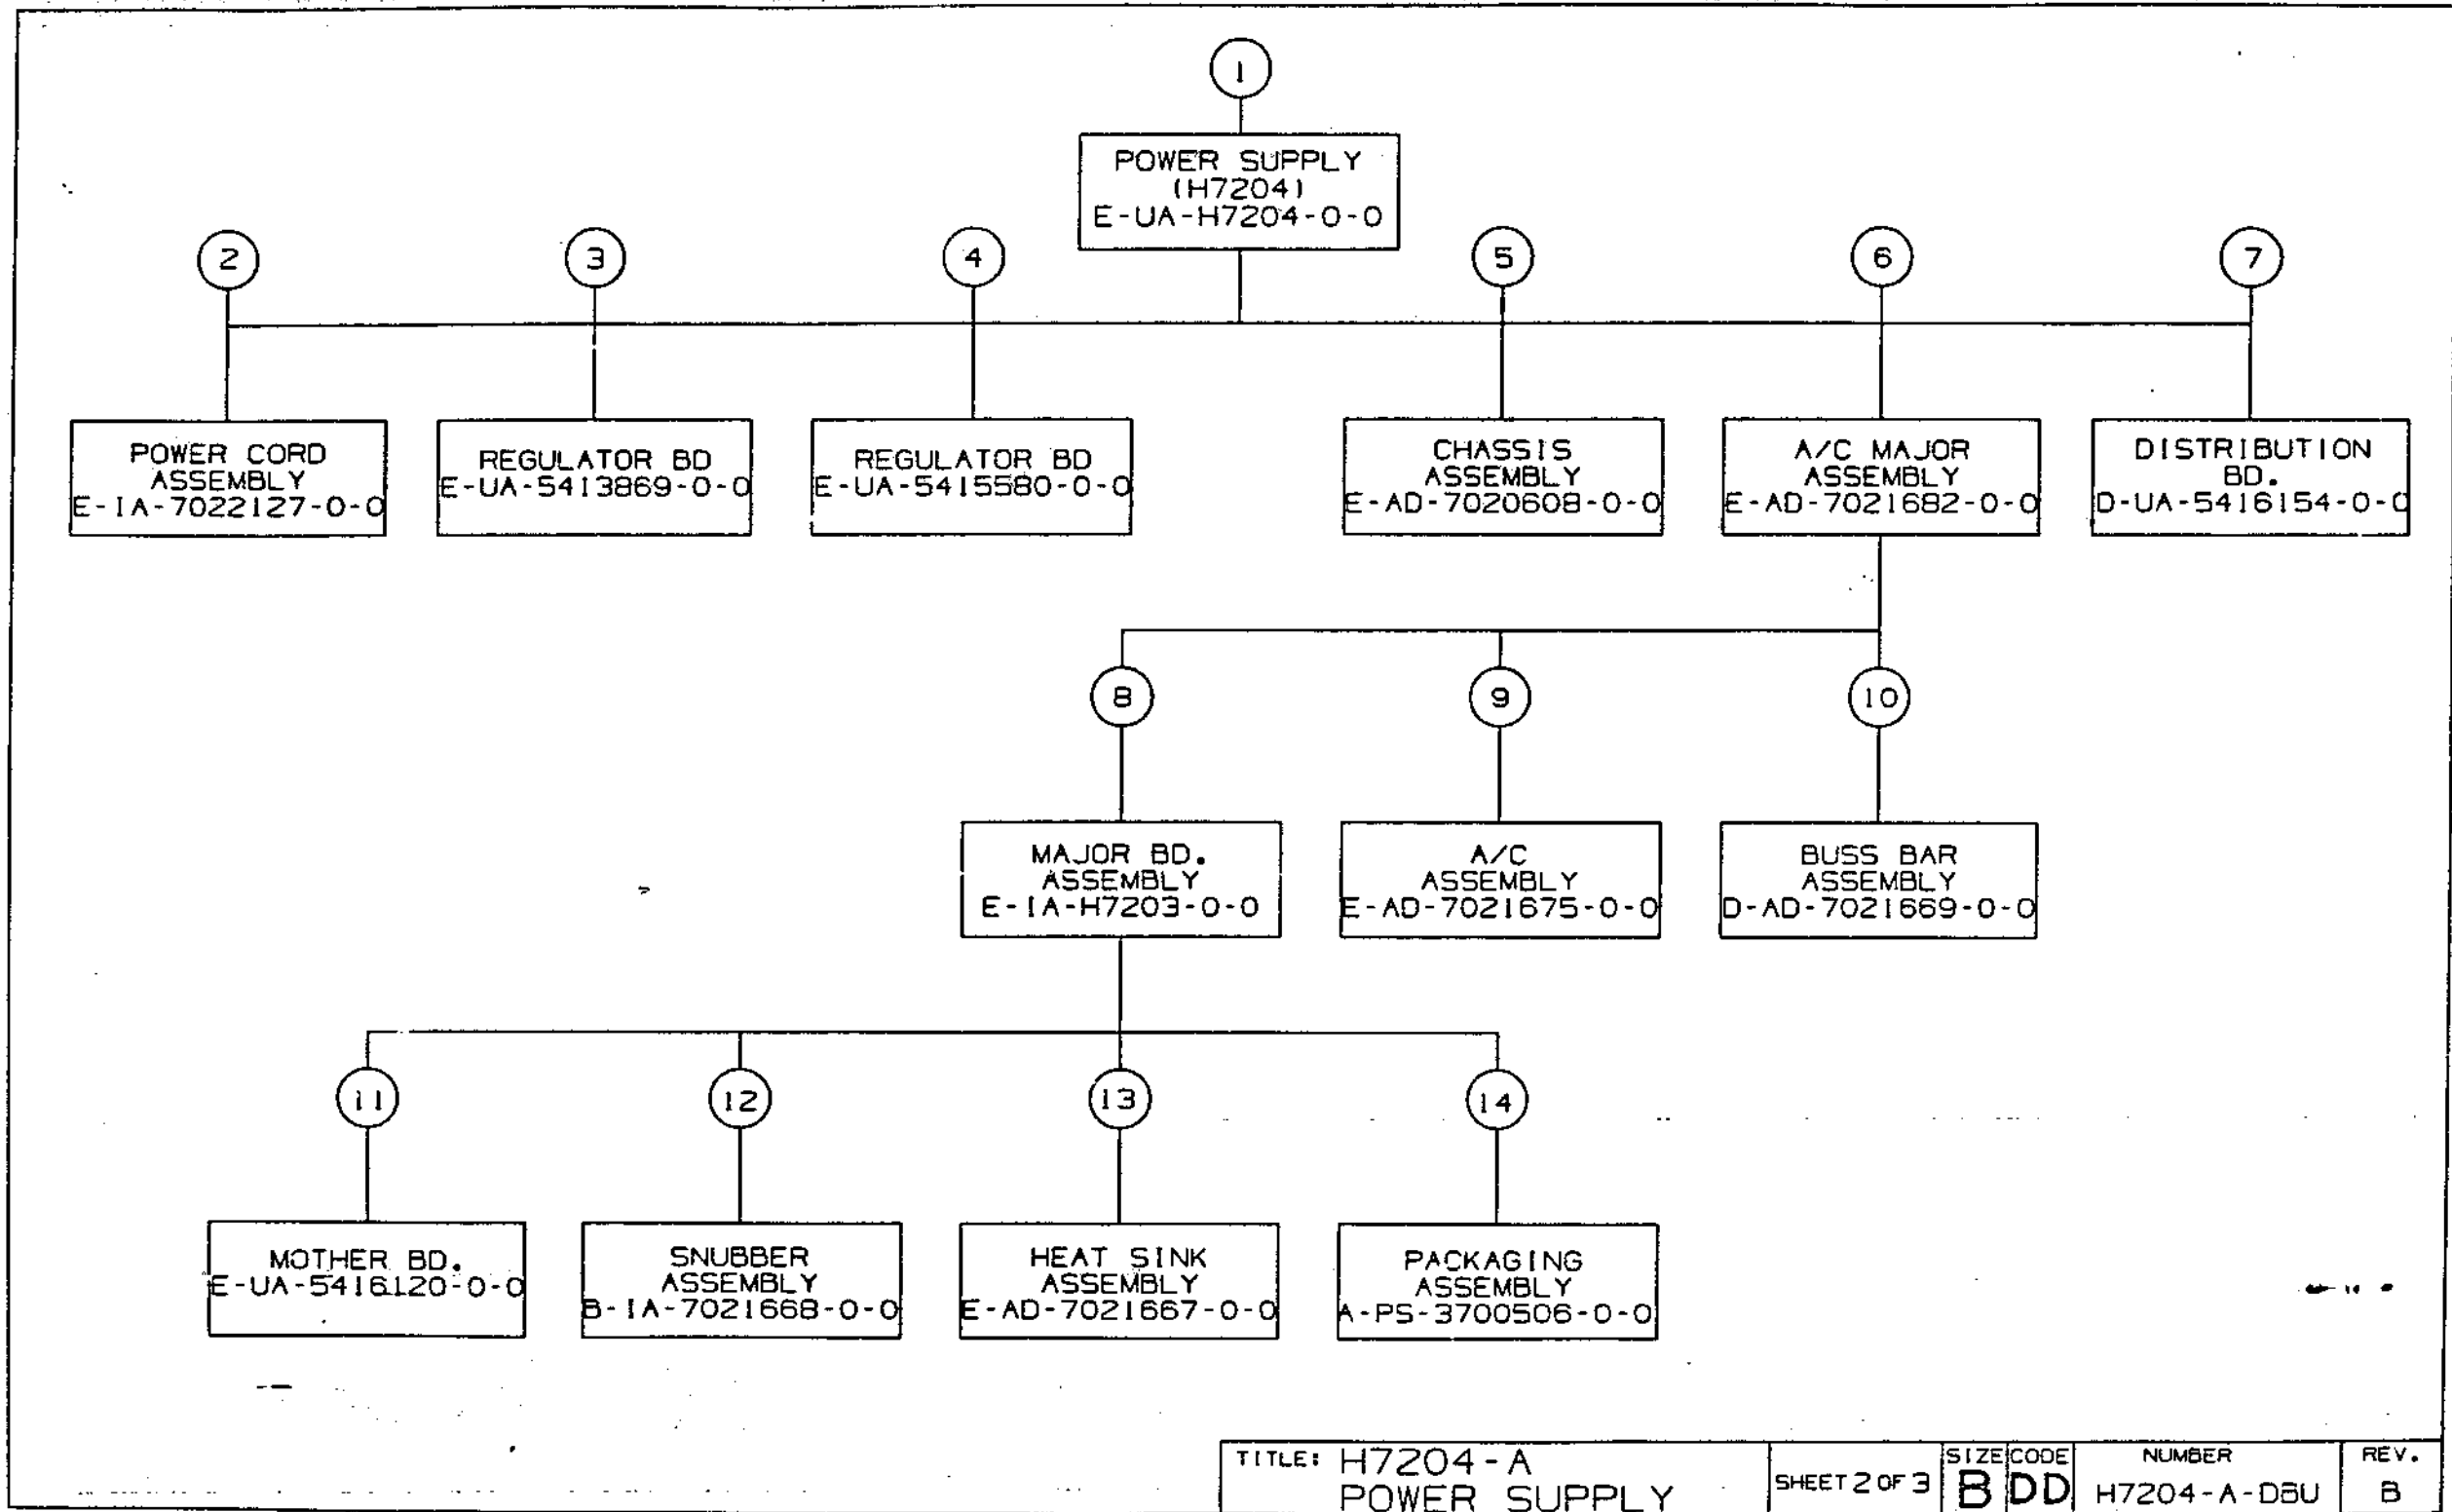 1
POWER SUPPLY
(H7204)
E-UA-H7204-0-0
2
3
4
5
6
7
POWER CORD
ASSEMBLY
E-IA-7022127-0-0
REGULATOR BD
E-UA-5413869-0-0
REGULATOR BD
E-UA-5415580-0-0
CHASSIS
ASSEMBLY
E-AD-7020608-0-0
A/C MAJOR
ASSEMBLY
E-AD-7021682-0-0
DISTRIBUTION
BD.
D-UA-5416154-0-0
8
9
10
MAJOR BD.
ASSEMBLY
E-IA-H7203-0-0
A/C
ASSEMBLY
E-AD-7021675-0-0
BUSS BAR
ASSEMBLY
D-AD-7021669-0-0
11
12
13
14
MOTHER BD.
E-UA-5416120-0-0
SNUBBER
ASSEMBLY
B-IA-7021668-0-0
HEAT SINK
ASSEMBLY
E-AD-7021667-0-0
PACKAGING
ASSEMBLY
A-PS-3700506-0-0
TITLE: H7204-A
POWER SUPPLY
SHEET 2 OF 3
SIZE
B
CODE
DD
NUMBER
H7204-A-DBU
REV.
B